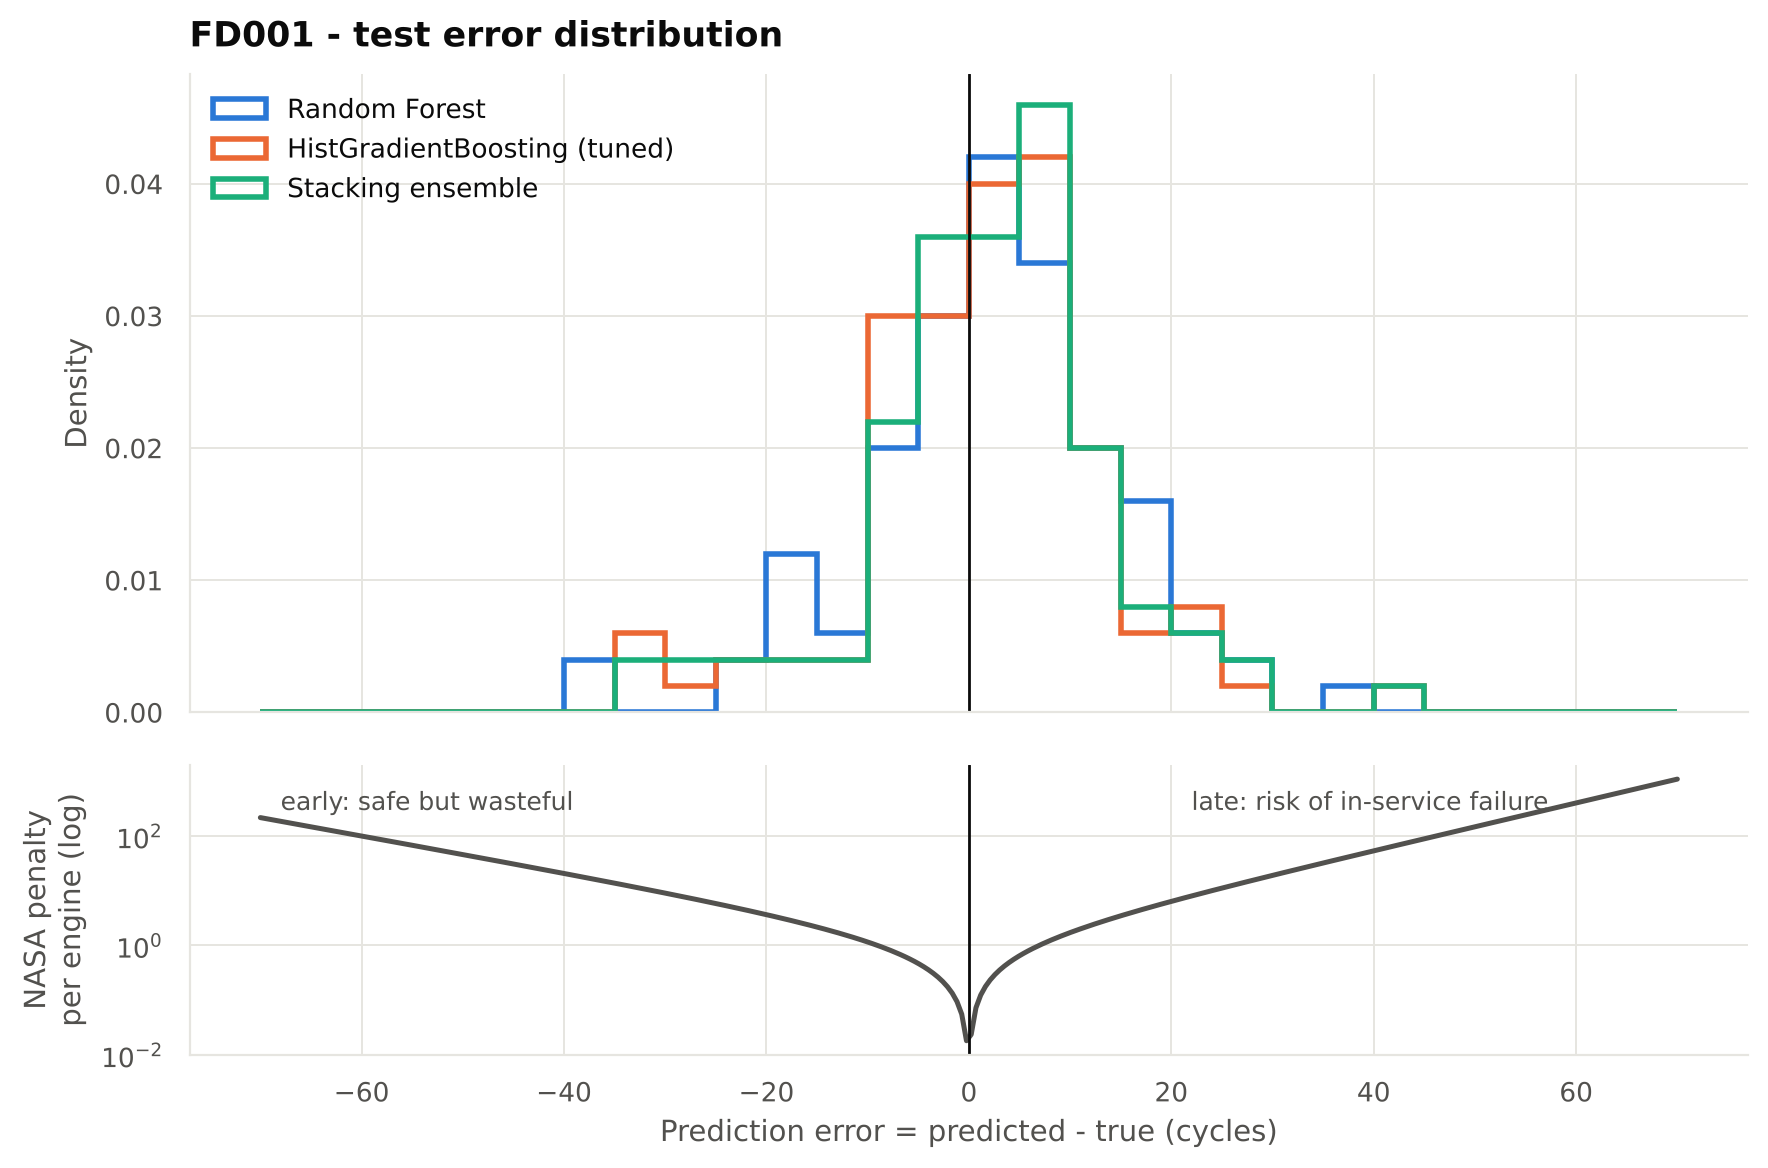 FD001 - test error distribution
Random Forest
HistGradientBoosting (tuned)
Stacking ensemble
Density
0.04
0.03
0.02
0.01
0.00
early: safe but wasteful
late: risk of in-service failure
NASA penalty
per engine (log)
10²
10⁰
10⁻²
−60 −40 −20 0 20 40 60
Prediction error = predicted - true (cycles)